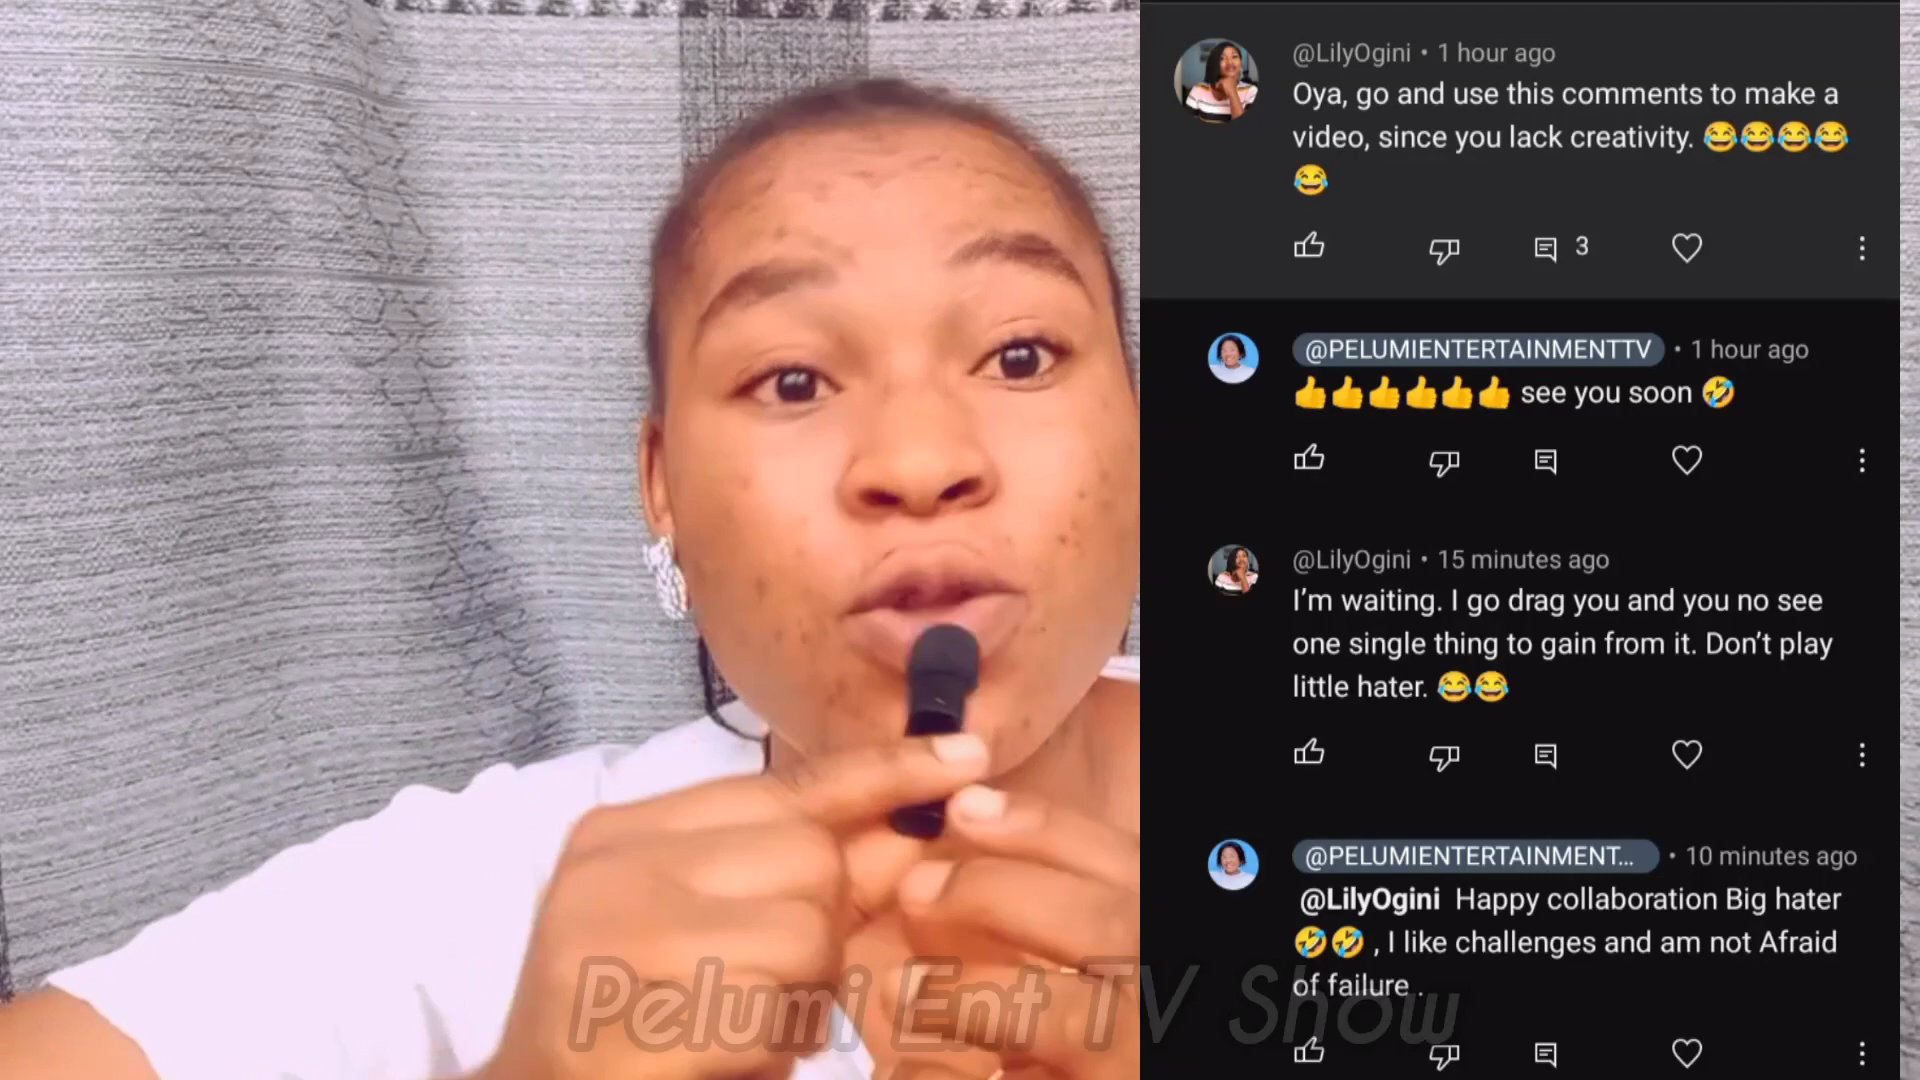 @LilyOgini • 1 hour ago
Oya, go and use this comments to make a
video, since you lack creativity. 😂😂😂😂
😂
3
@PELUMIENTERTAINMENTTV • 1 hour ago
👍👍👍👍👍👍 see you soon 🤣
@LilyOgini • 15 minutes ago
I’m waiting. I go drag you and you no see
one single thing to gain from it. Don’t play
little hater. 😂😂
@PELUMIENTERTAINMENT... • 10 minutes ago
@LilyOgini Happy collaboration Big hater
🤣🤣 , I like challenges and am not Afraid
of failure .
Pelumi Ent TV Show